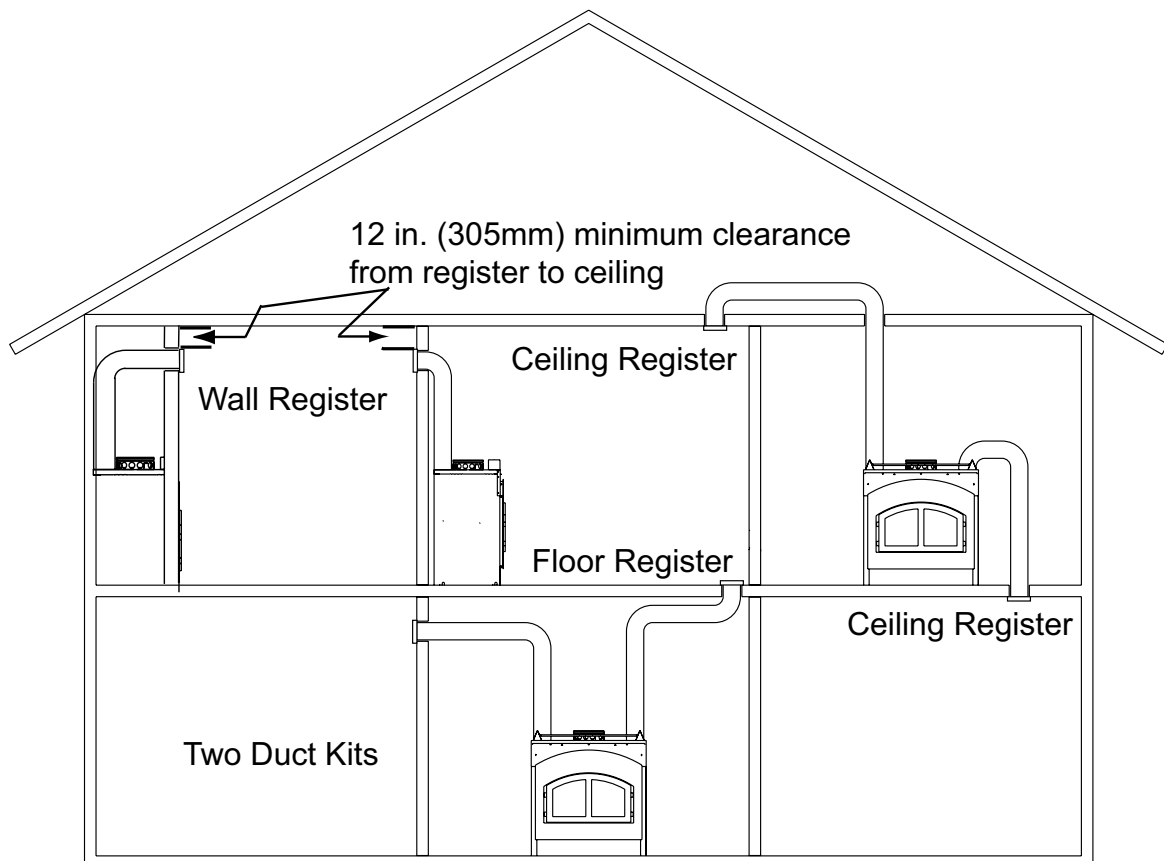 12 in. (305mm) minimum clearance
from register to ceiling
Ceiling Register
Wall Register
Floor Register
Ceiling Register
Two Duct Kits